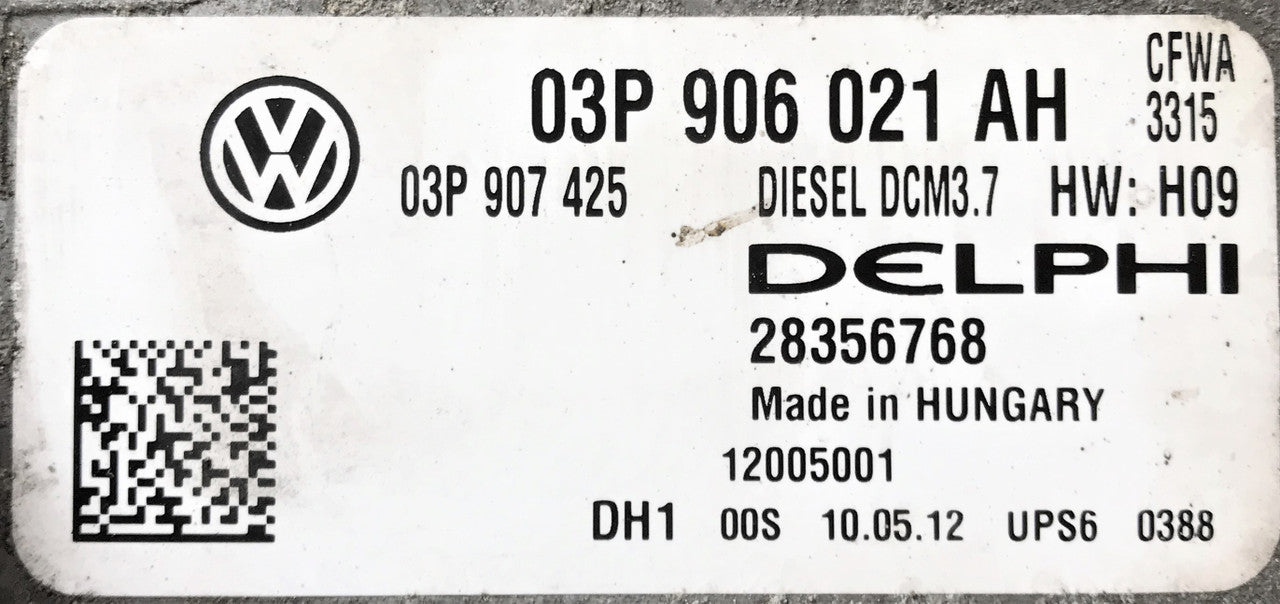 CFWA
03P 906 021 AH 3315
03P 907 425 DIESEL DCM3.7 HW: H09
DELPHI
28356768
Made in HUNGARY
12005001
DH1 00S 10.05.12 UPS6 0388